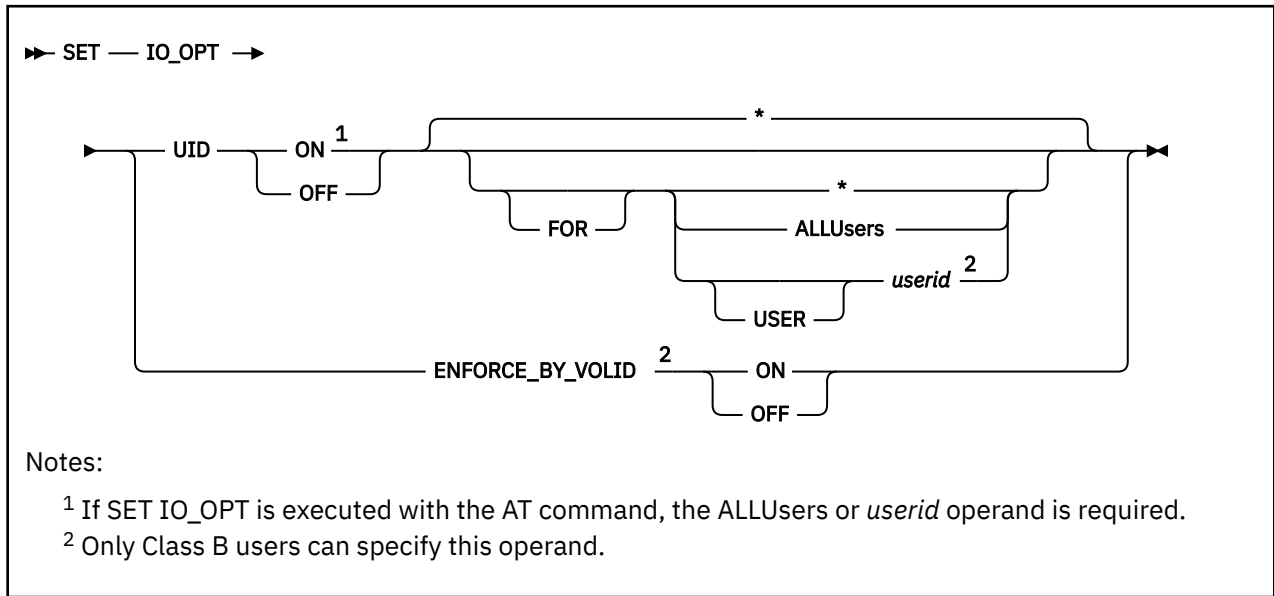 SET IO_OPT
*
UID ON 1
OFF
*
FOR ALLUsers
userid 2
USER
ENFORCE_BY_VOLID 2 ON
OFF
Notes:
1 If SET IO_OPT is executed with the AT command, the ALLUsers or userid operand is required.
2 Only Class B users can specify this operand.